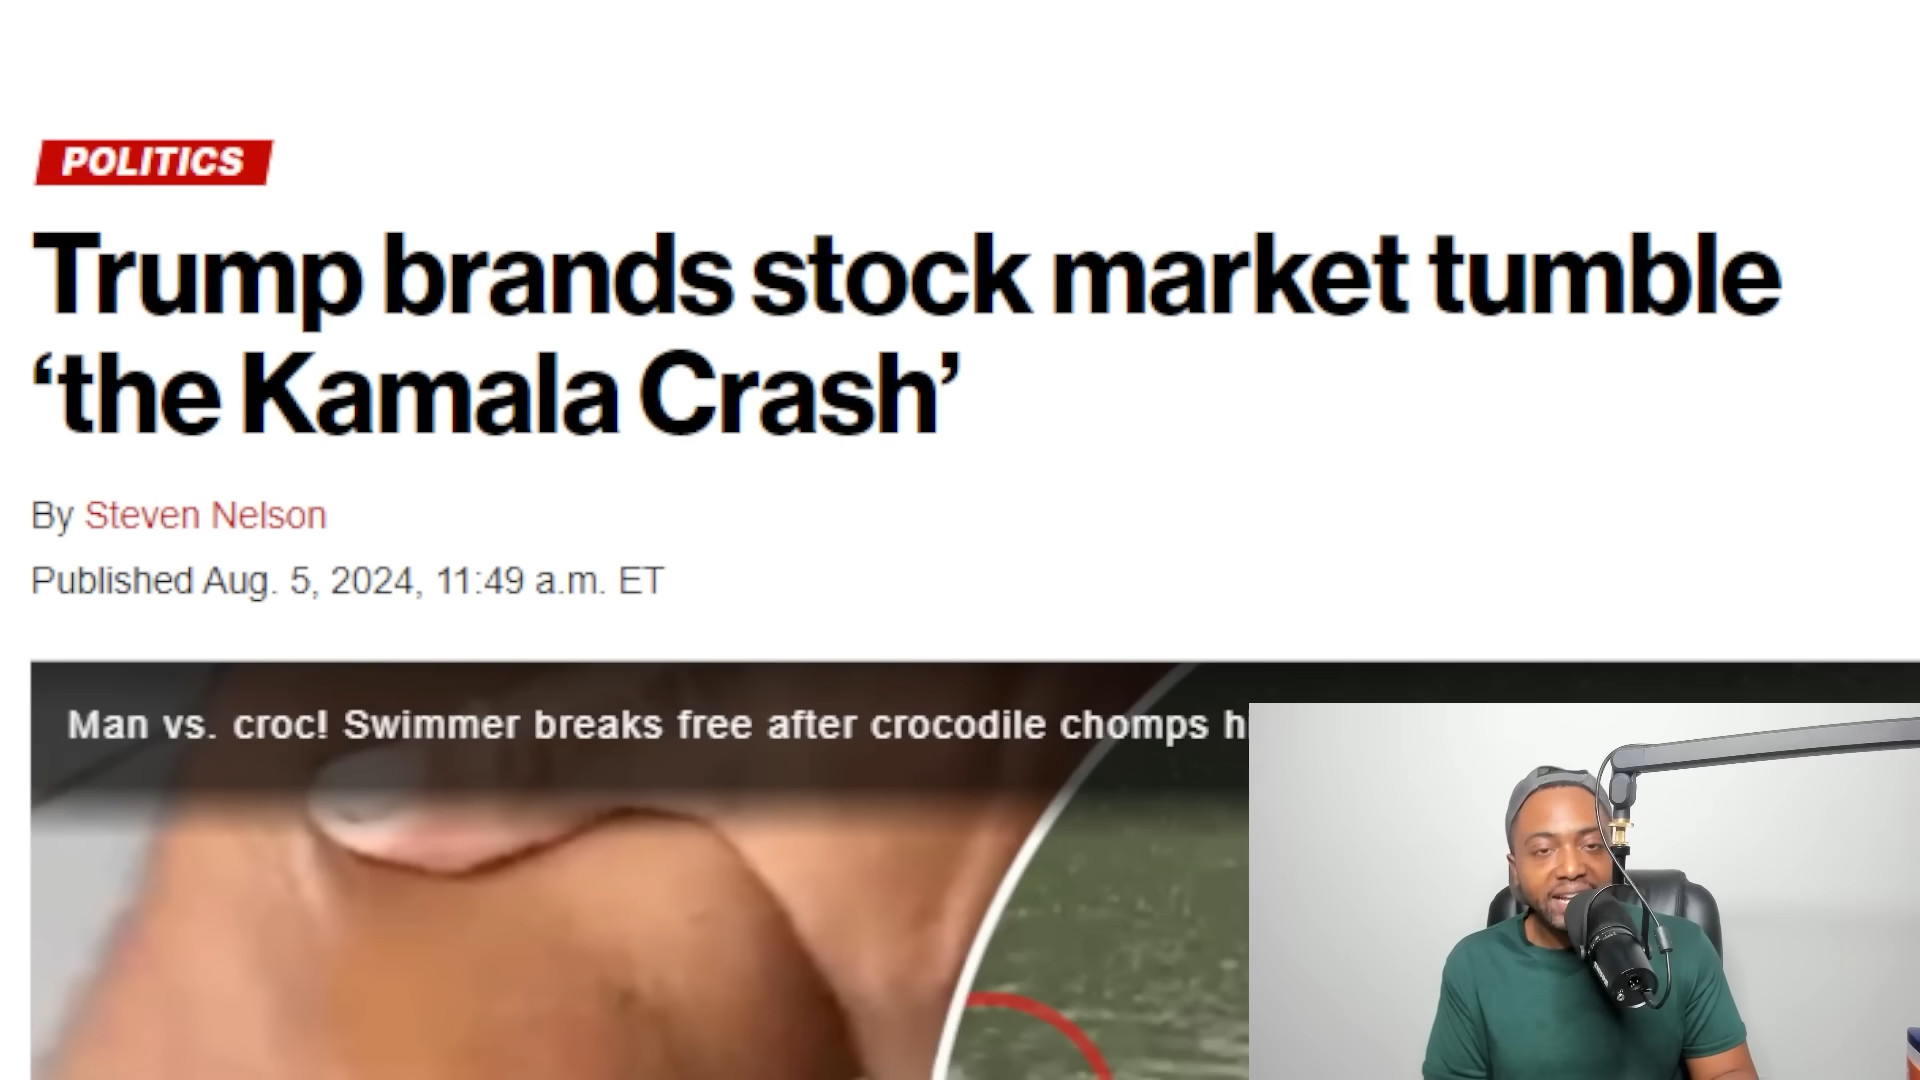 POLITICS
Trump brands stock market tumble
‘the Kamala Crash’
By Steven Nelson
Published Aug. 5, 2024, 11:49 a.m. ET
Man vs. croc! Swimmer breaks free after crocodile chomps